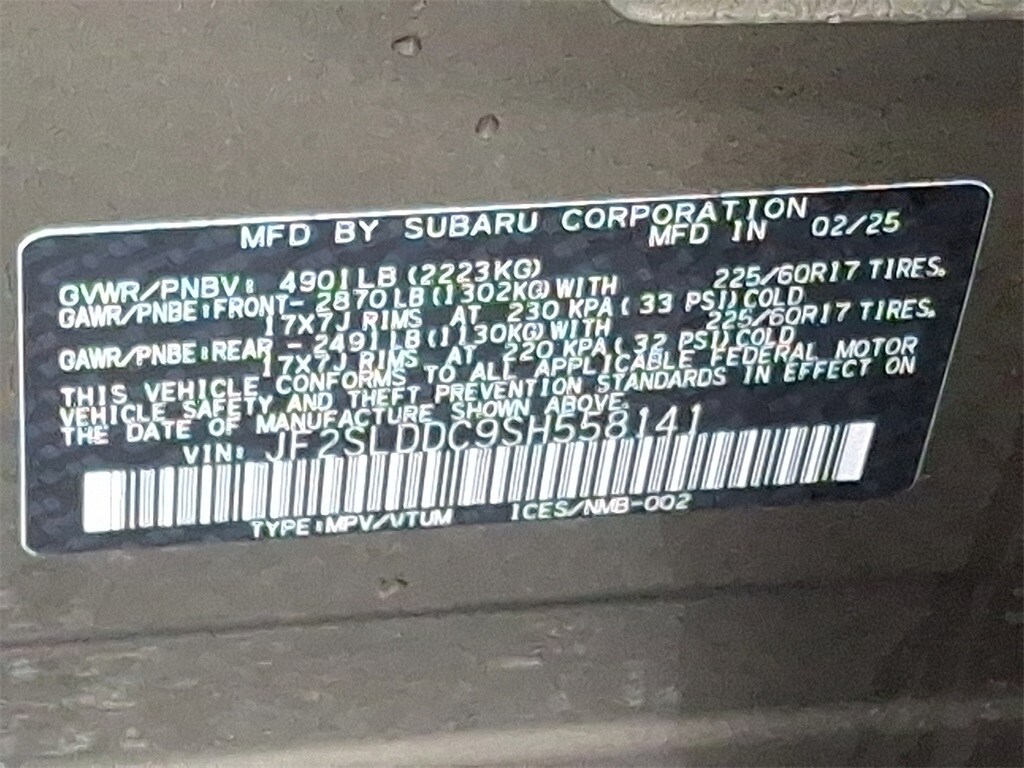 MFD BY SUBARU CORPORATION
MFD IN 02/25
GVWR/PNBV: 4901LB (2223KG)
GAWR/PNBE:FRONT- 2870LB(1302KG)WITH 225/60R17 TIRES.
17X7J RIMS AT 230 KPA( 33 PSI)COLD
GAWR/PNBE:REAR - 2491LB(1130KG)WITH 225/60R17 TIRES.
17X7J RIMS AT 220 KPA( 32 PSI)COLD
THIS VEHICLE CONFORMS TO ALL APPLICABLE FEDERAL MOTOR
VEHICLE SAFETY AND THEFT PREVENTION STANDARDS IN EFFECT ON
THE DATE OF MANUFACTURE SHOWN ABOVE.
VIN: JF2SLDDC9SH558141
TYPE:MPV/VTUM ICES/NMB-002